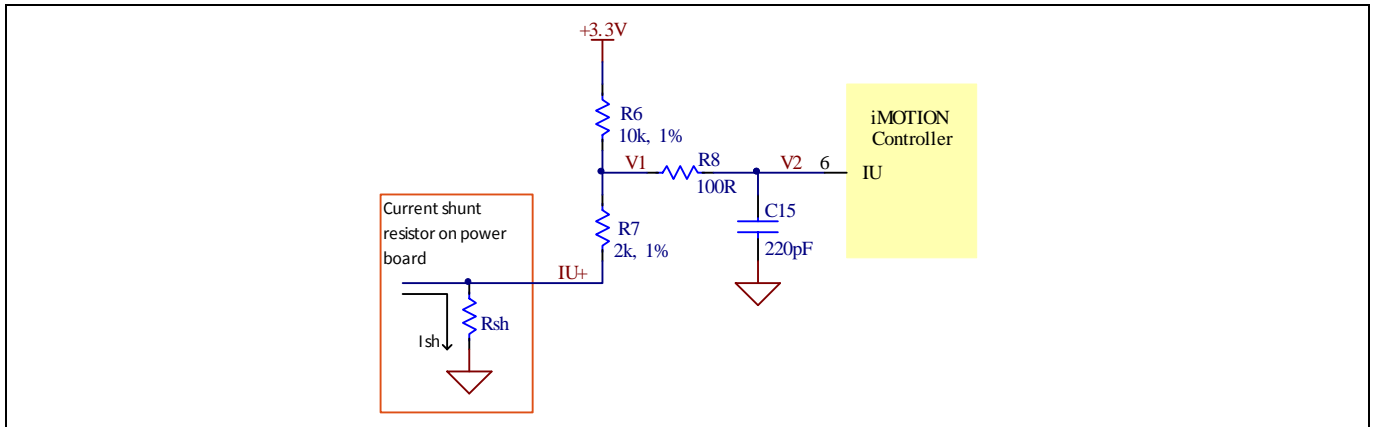 +3.3V
R6
10k, 1%
iMOTION
Controller
V1
R8
100R
V2
6
IU
Current shunt
resistor on power
board
R7
2k, 1%
C15
220pF
IU+
Rsh
Ish